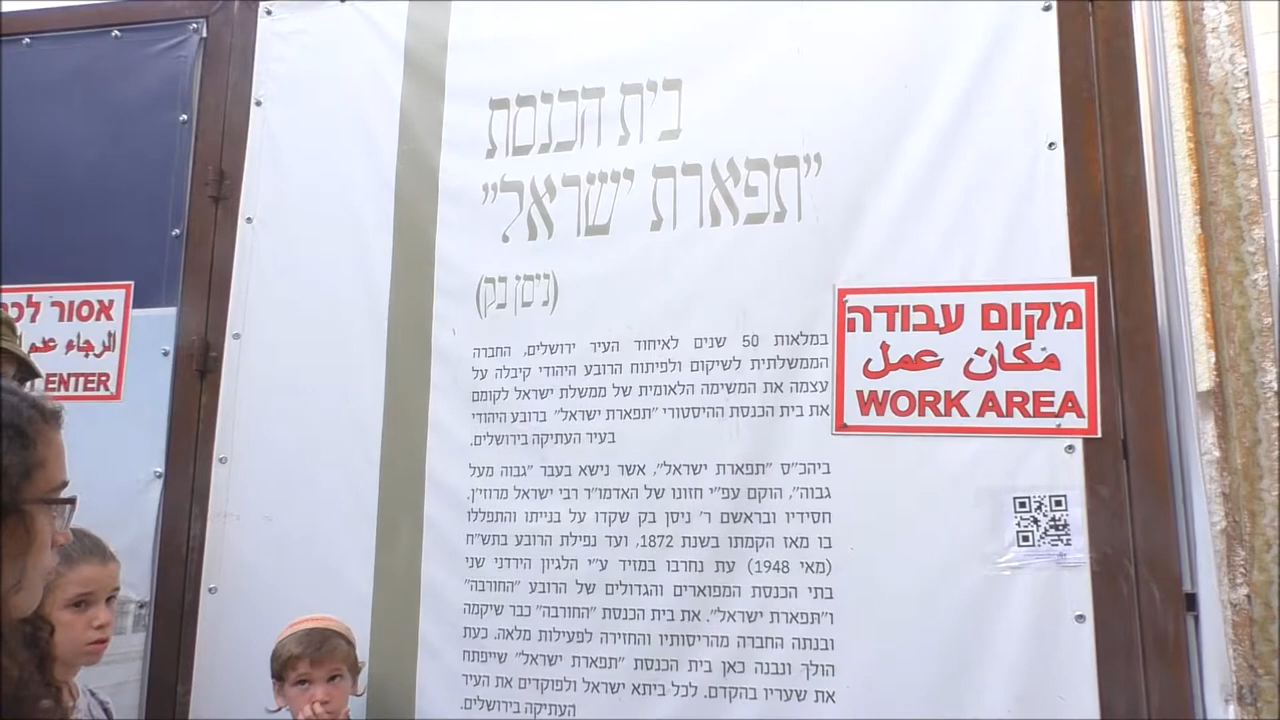 בית הכנסת
"תפארת ישראל"
(ניסן בק)
במלאות 50 שנים לאיחוד העיר ירושלים, החברה
הממשלתית לשיקום ולפיתוח הרובע היהודי קיבלה על
עצמה את המשימה הלאומית של ממשלת ישראל לקומם
את בית הכנסת ההיסטורי "תפארת ישראל" ברובע היהודי
בעיר העתיקה בירושלים.
ביהכ"ס "תפארת ישראל", אשר נישא בעבר "גבוה מעל
גבוה", הוקם עפ"י חזונו של האדמו"ר רבי ישראל מרוז'ין.
חסידיו ובראשם ר' ניסן בק שקדו על בנייתו והתפללו
בו מאז הקמתו בשנת 1872, ועד נפילת הרובע בתש"ח
(מאי 1948) עת נחרבו במזיד ע"י הלגיון הירדני שני
בתי הכנסת המפוארים והגדולים של הרובע "החורבה"
ו"תפארת ישראל". את בית הכנסת "החורבה" כבר שיקמה
ובנתה החברה מהריסותיו והחזירה לפעילות מלאה. כעת
הולך ונבנה כאן בית הכנסת "תפארת ישראל" שייפתח
את שעריו בהקדם. לכל ביתא ישראל ולפוקדים את העיר
העתיקה בירושלים.
מקום עבודה
مكان عمل
WORK AREA
אסור
الرجاء
ENTER